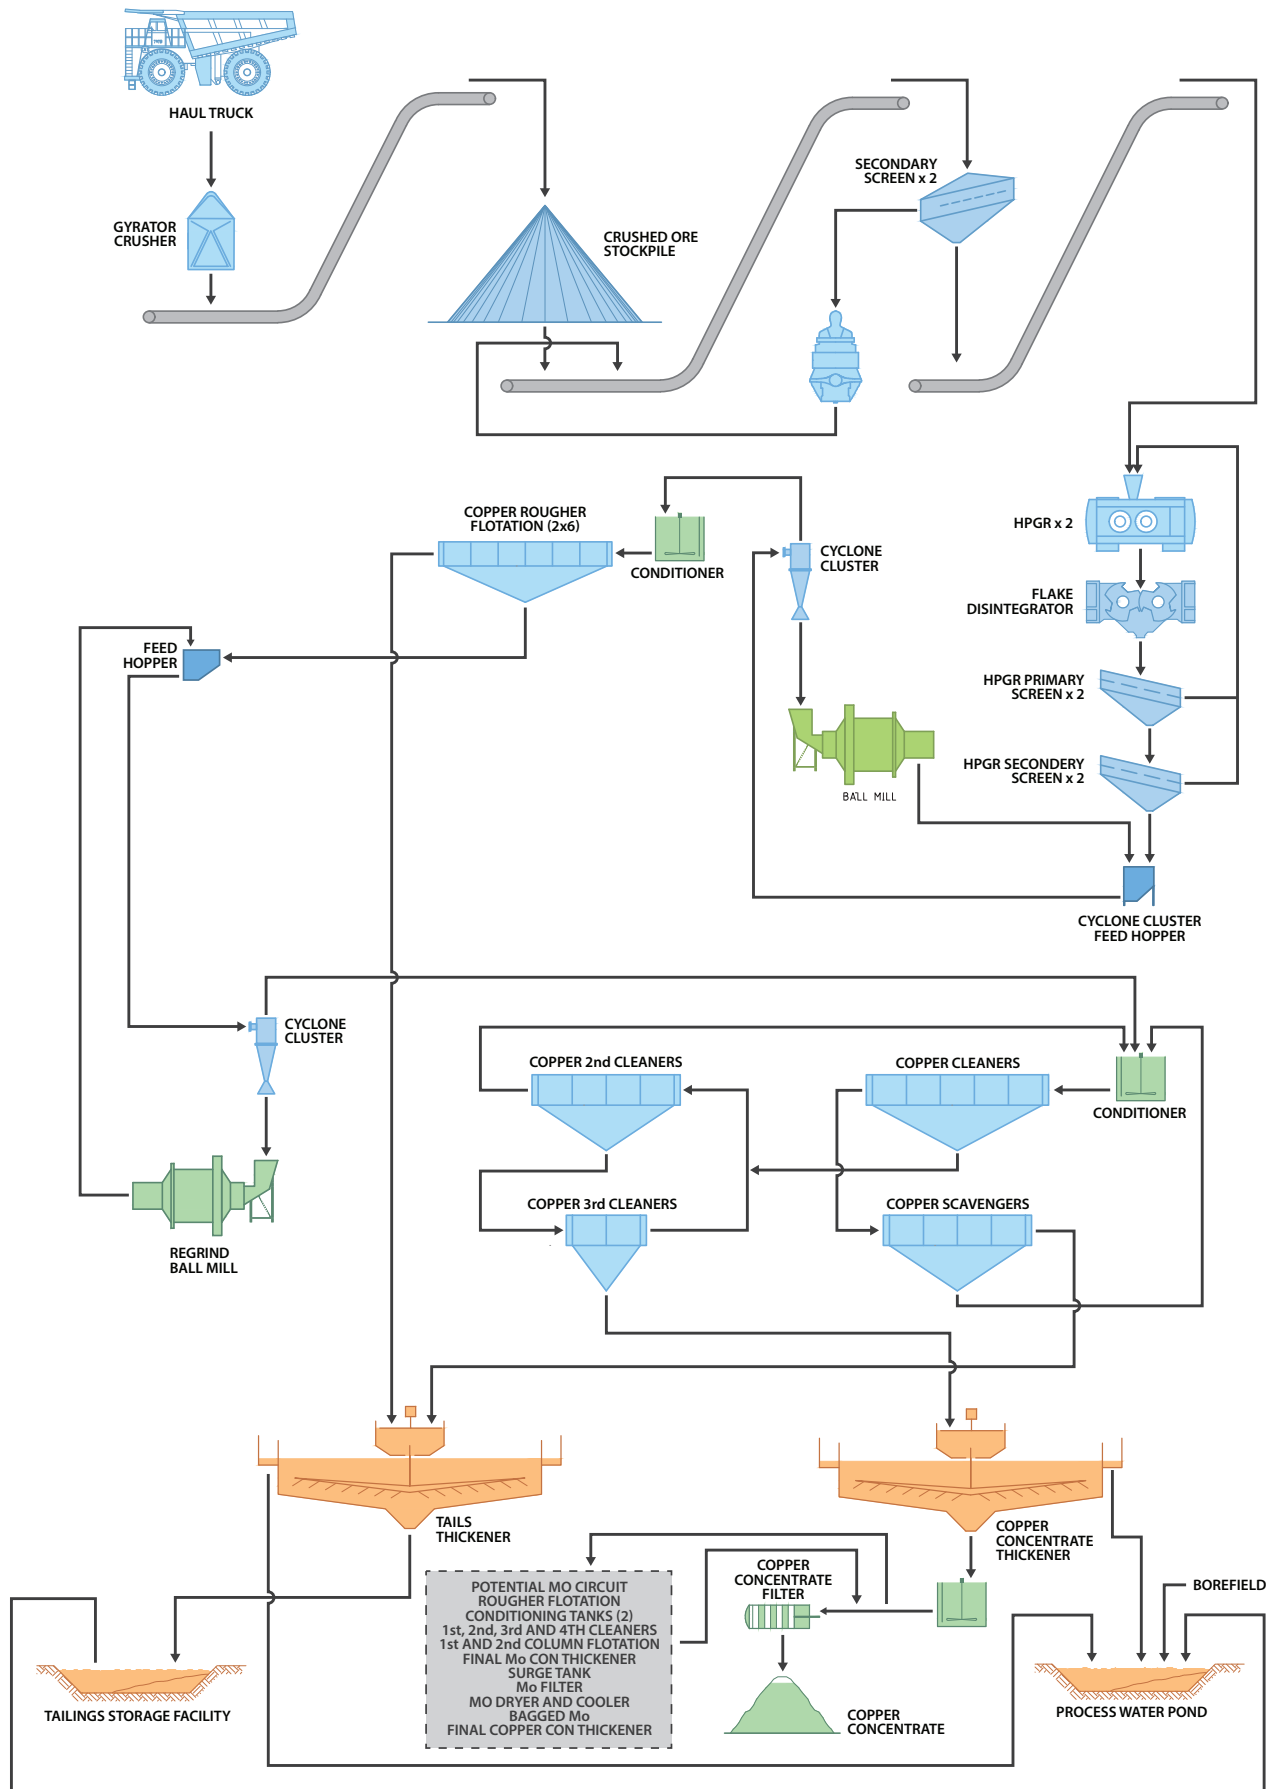 HAUL TRUCK
GYRATOR
CRUSHER
CRUSHED ORE
STOCKPILE
SECONDARY
SCREEN x 2
HPGR x 2
FLAKE
DISINTEGRATOR
HPGR PRIMARY
SCREEN x 2
HPGR SECONDERY
SCREEN x 2
CYCLONE CLUSTER
FEED HOPPER
COPPER ROUGHER
FLOTATION (2x6)
CONDITIONER
CYCLONE
CLUSTER
BALL MILL
FEED
HOPPER
CYCLONE
CLUSTER
REGRIND
BALL MILL
COPPER 2nd CLEANERS
COPPER CLEANERS
CONDITIONER
COPPER 3rd CLEANERS
COPPER SCAVENGERS
TAILS
THICKENER
COPPER
CONCENTRATE
THICKENER
POTENTIAL MO CIRCUIT
ROUGHER FLOTATION
CONDITIONING TANKS (2)
1st, 2nd, 3rd AND 4TH CLEANERS
1st AND 2nd COLUMN FLOTATION
FINAL Mo CON THICKENER
SURGE TANK
Mo FILTER
MO DRYER AND COOLER
BAGGED Mo
FINAL COPPER CON THICKENER
COPPER
CONCENTRATE
FILTER
COPPER
CONCENTRATE
BOREFIELD
TAILINGS STORAGE FACILITY
PROCESS WATER POND